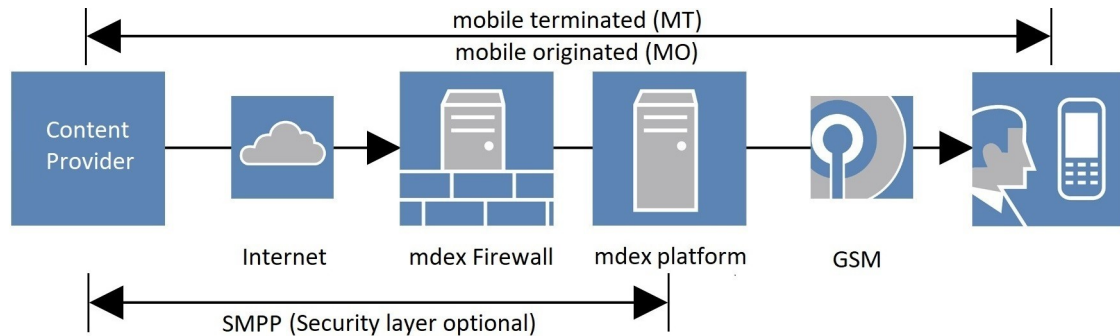 mobile terminated (MT)
mobile originated (MO)
Content
Provider
Internet
mdex Firewall
mdex platform
GSM
SMPP (Security layer optional)